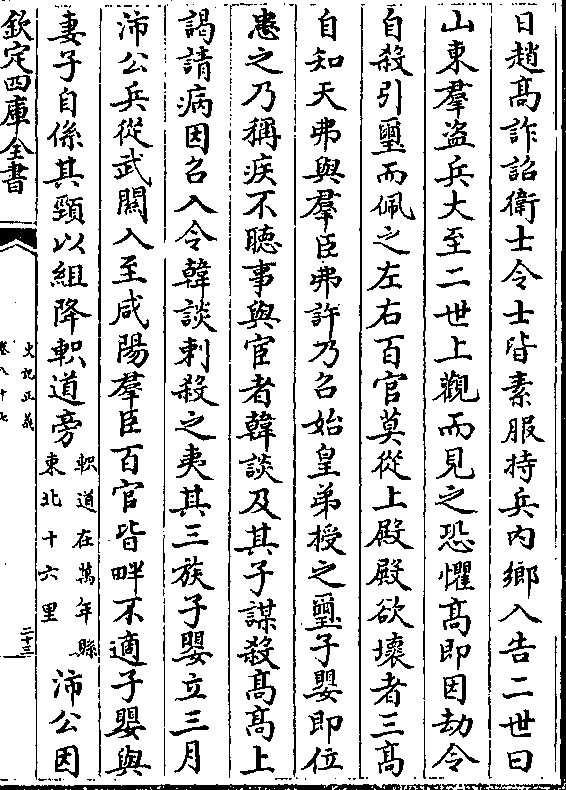 日趙髙詐詔衛士令士皆素服持兵内鄉入告二世曰
山東羣盗兵大至二世上觀而見之恐懼髙即因劫令
自殺引璽而佩之左右百官莫從上殿殿欲壞者三髙
自知天弗與羣臣弗許乃召始皇弟授之璽子嬰即位
患之乃稱疾不聽事與宦者韓談及其子謀殺髙髙上
謁請病因召入令韓談刺殺之夷其三族子嬰立三月
沛公兵從武闗入至咸陽羣臣百官皆畔不適子嬰與
妻子自係其頸以組降軹道旁
軹道在萬年縣
東北十六里
沛公因
欽定四庫全書
史記正義
卷八十七
二十三